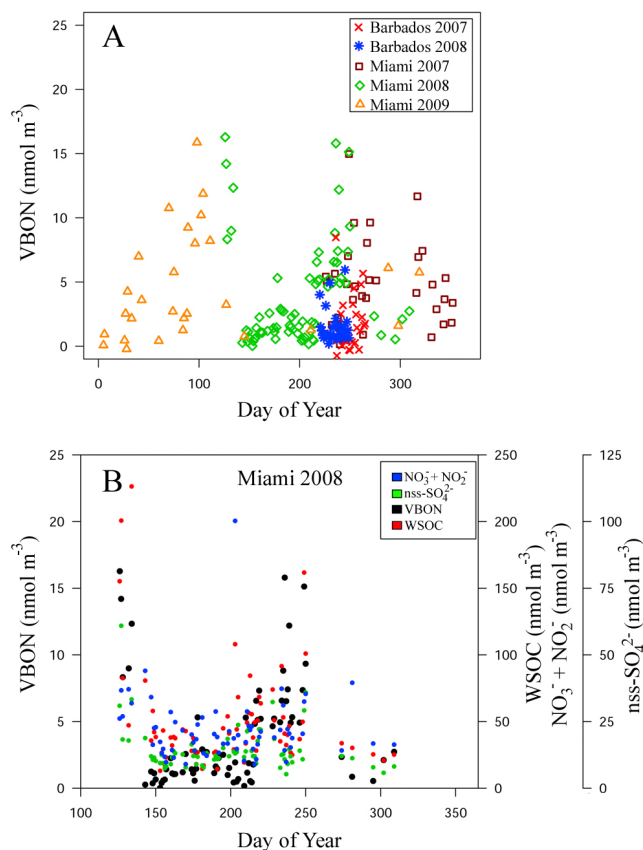 A
Barbados 2007
Barbados 2008
Miami 2007
Miami 2008
Miami 2009
VBON (nmol m⁻³)
25
20
15
10
5
0
0
100
200
300
Day of Year
B
Miami 2008
NO₃⁻ + NO₂⁻
nss-SO₄²⁻
VBON
WSOC
VBON (nmol m⁻³)
25
20
15
10
5
0
250
200
150
100
50
0
WSOC (nmol m⁻³)
NO₃⁻ + NO₂⁻ (nmol m⁻³)
125
100
75
50
25
0
nss-SO₄²⁻ (nmol m⁻³)
100
150
200
250
300
350
Day of Year